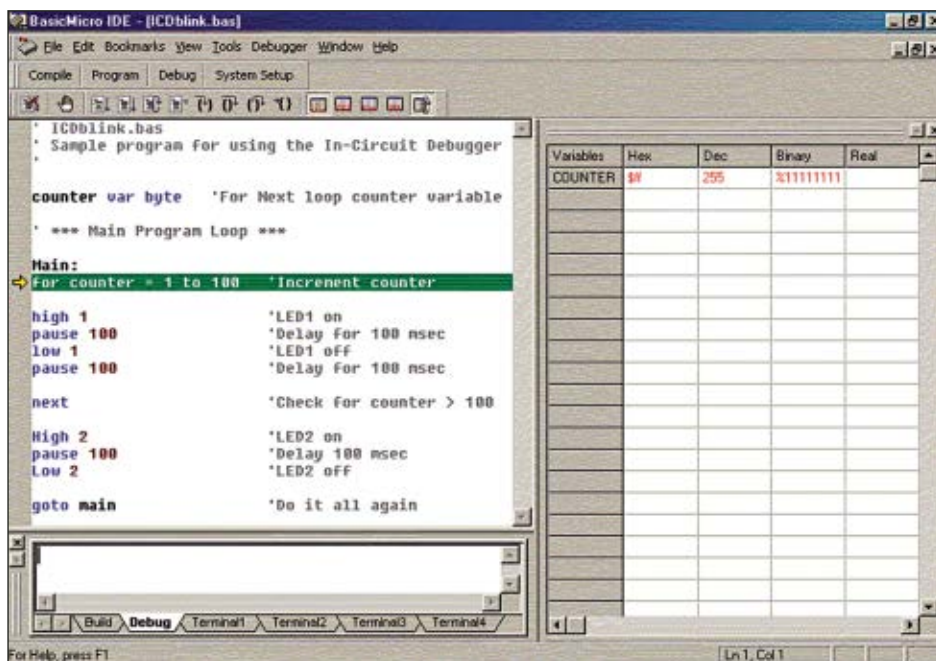 BasicMicro IDE - [ICDblink.bas]
File Edit Bookmarks View Tools Debugger Window Help
Compile Program Debug System Setup
' ICDblink.bas
' Sample program for using the In-Circuit Debugger
'
counter var byte 'For Next loop counter variable
' *** Main Program Loop ***
Main:
For counter = 1 to 100 'Increment counter
high 1 'LED1 on
pause 100 'Delay for 100 msec
low 1 'LED1 off
pause 100 'Delay for 100 msec
next 'Check for counter > 100
High 2 'LED2 on
pause 100 'Delay 100 msec
Low 2 'LED2 off
goto main 'Do it all again
Variables Hex Dec Binary Real
COUNTER $ff 255 %11111111
Build Debug Terminal1 Terminal2 Terminal3 Terminal4
For Help, press F1
Ln 1, Col 1